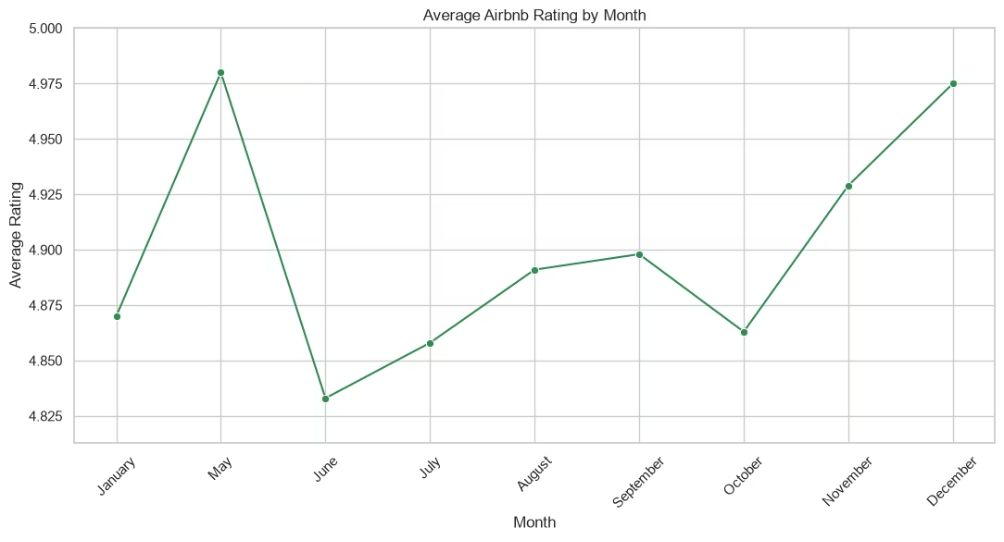 Average Airbnb Rating by Month
Average Rating
5.000
4.975
4.950
4.925
4.900
4.875
4.850
4.825
January
May
June
July
August
September
October
November
December
Month